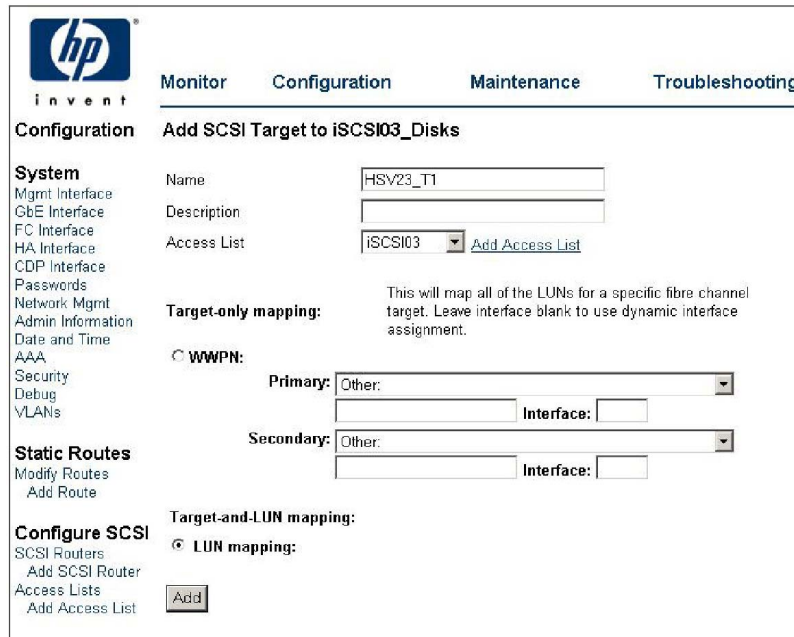 hp
invent
Monitor Configuration Maintenance Troubleshooting
Configuration
Add SCSI Target to iSCSI03_Disks
System
Mgmt Interface
GbE Interface
FC Interface
HA Interface
CDP Interface
Passwords
Network Mgmt
Admin Information
Date and Time
AAA
Security
Debug
VLANs
Static Routes
Modify Routes
Add Route
Configure SCSI
SCSI Routers
Add SCSI Router
Access Lists
Add Access List
Name HSV23_T1
Description
Access List iSCSI03 Add Access List
Target-only mapping:
This will map all of the LUNs for a specific fibre channel
target. Leave interface blank to use dynamic interface
assignment.
WWPN:
Primary: Other:
Interface:
Secondary: Other:
Interface:
Target-and-LUN mapping:
LUN mapping:
Add